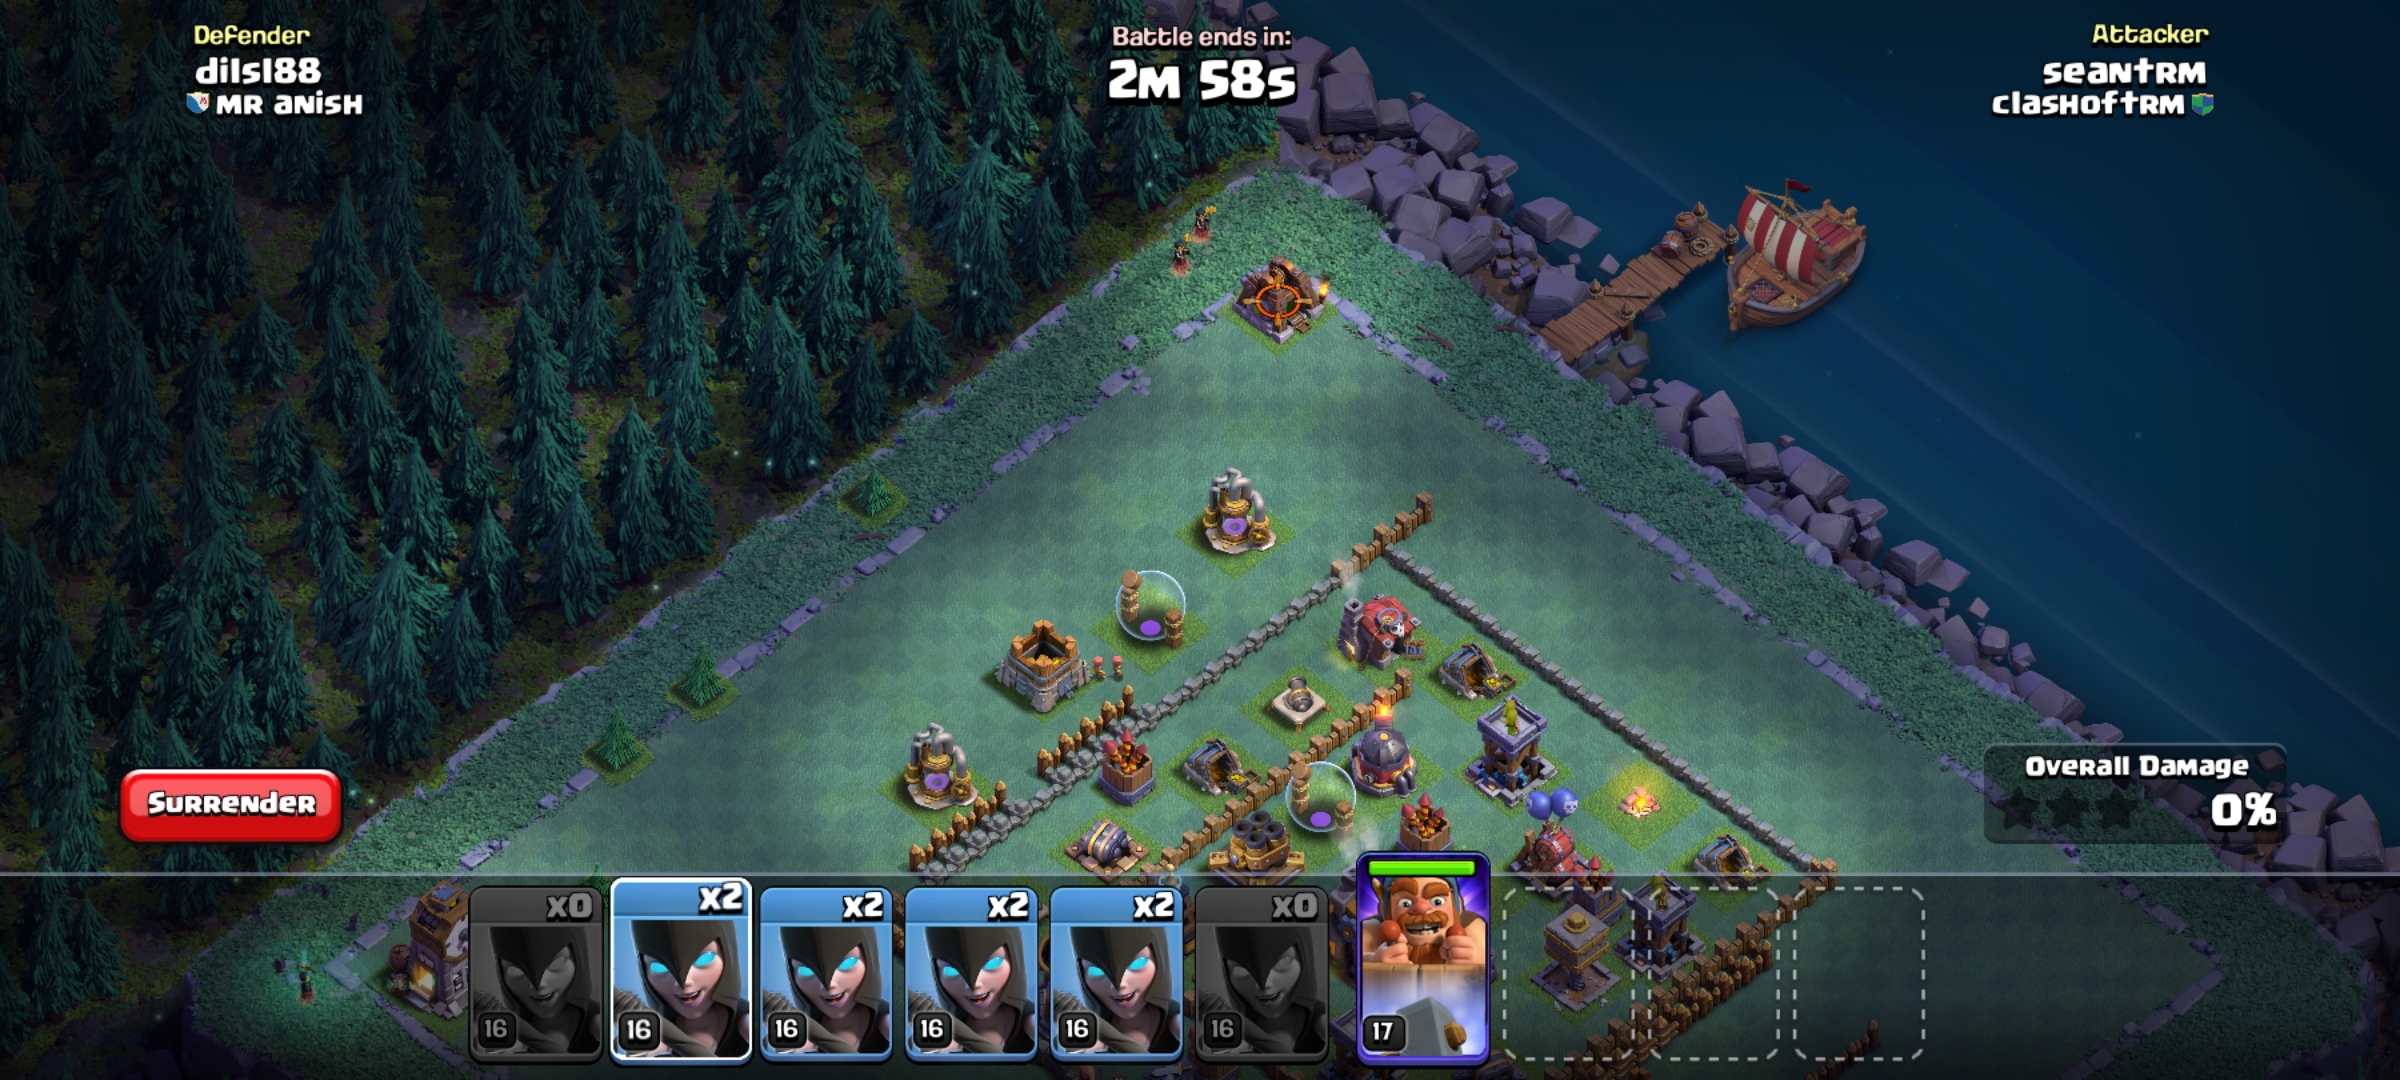 Defender
dils188
MR anisH
Battle ends in:
2M 58s
Attacker
seantRM
clasHoftRM
Surrender
Overall Damage
0%
x0
x2
x2
x2
x2
x0
16
16
16
16
16
16
17